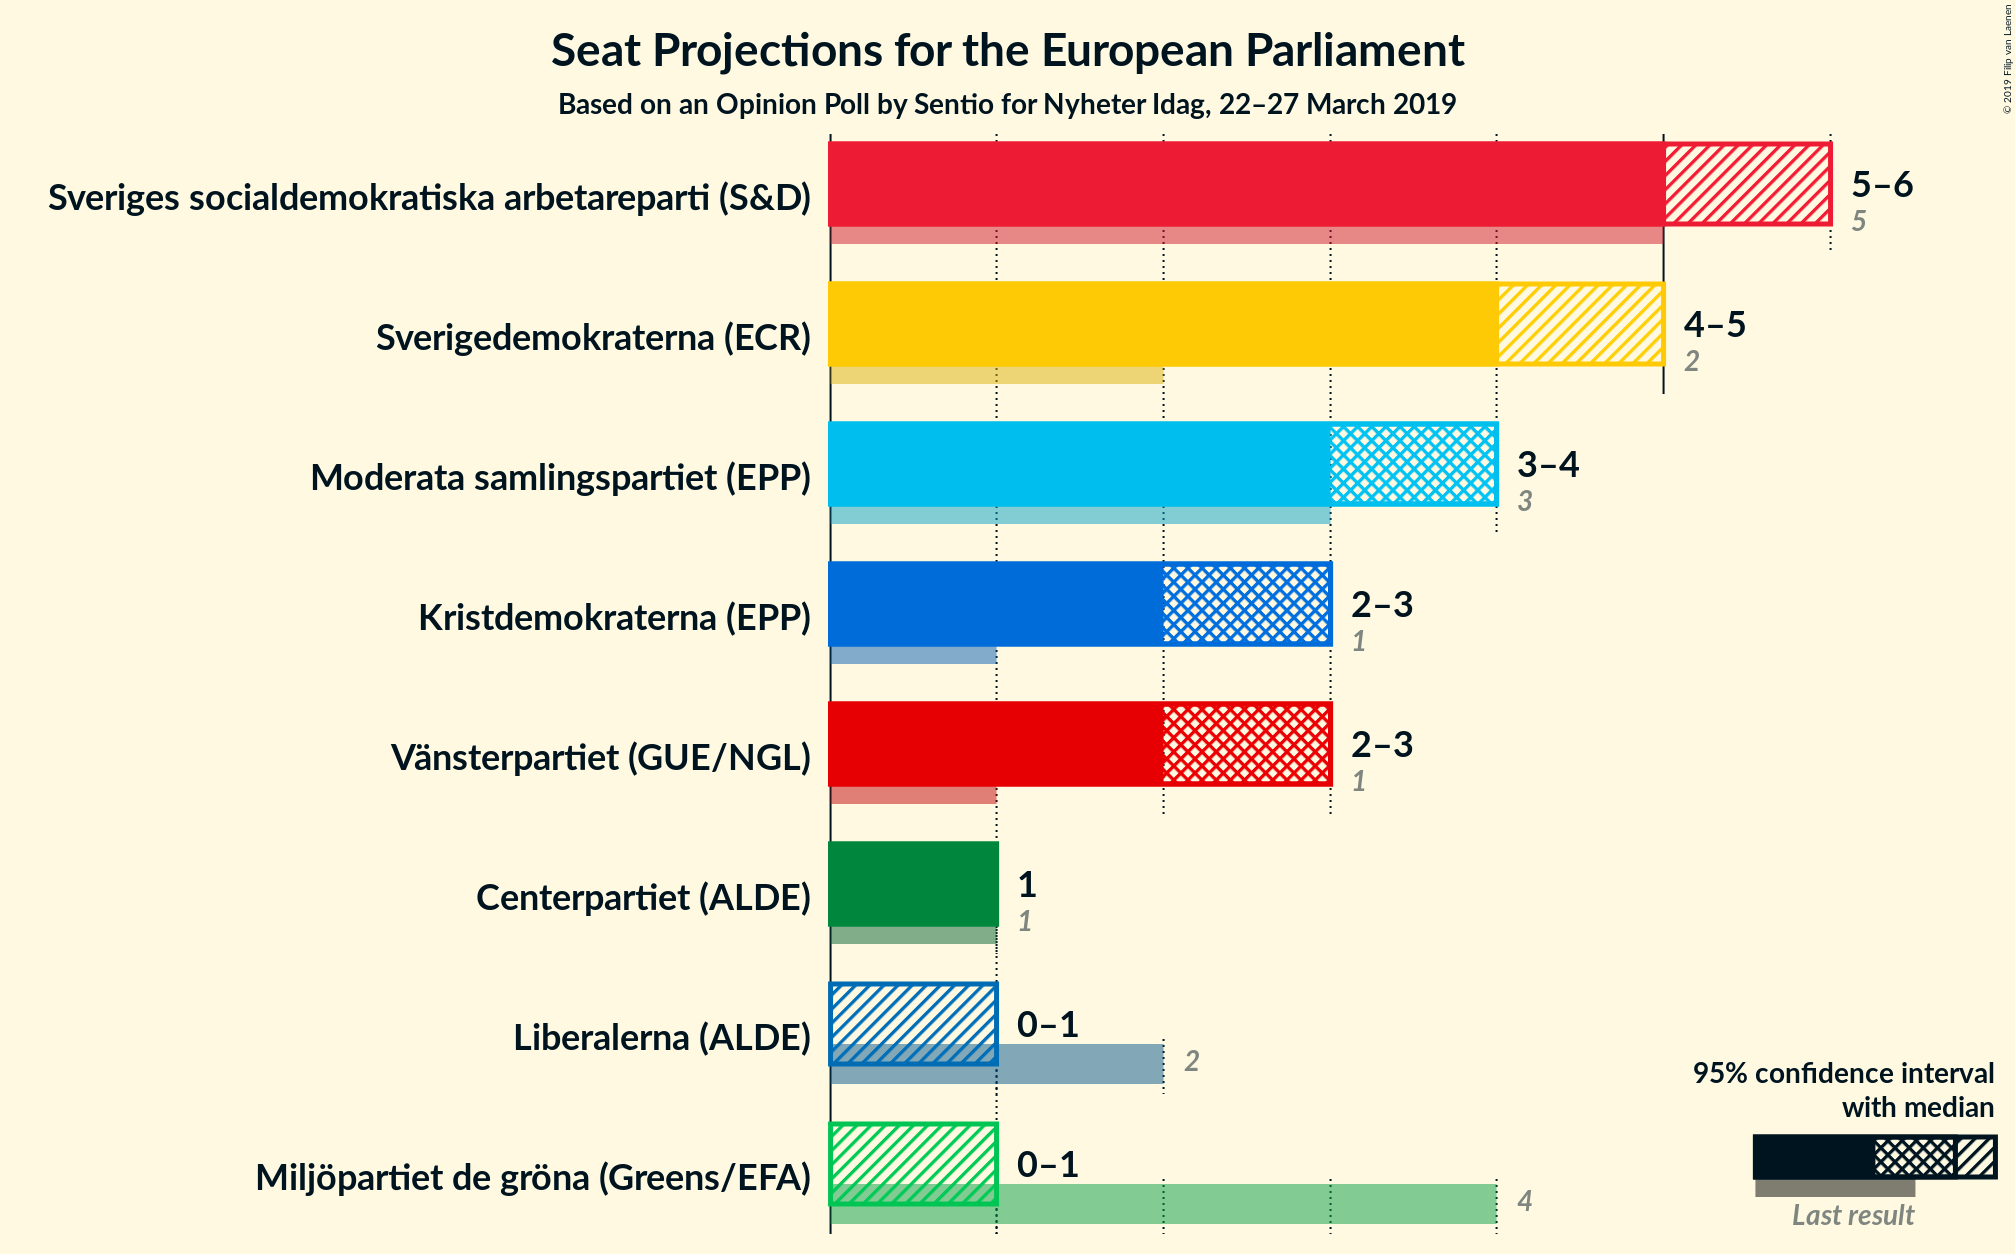 Seat Projections for the European Parliament
Based on an Opinion Poll by Sentio for Nyheter Idag, 22–27 March 2019
© 2019 Filip van Laenen
Sveriges socialdemokratiska arbetareparti (S&D)
5–6
5
Sverigedemokraterna (ECR)
4–5
2
Moderata samlingspartiet (EPP)
3–4
3
Kristdemokraterna (EPP)
2–3
1
Vänsterpartiet (GUE/NGL)
2–3
1
Centerpartiet (ALDE)
1
1
Liberalerna (ALDE)
0–1
2
Miljöpartiet de gröna (Greens/EFA)
0–1
4
95% confidence interval
with median
Last result